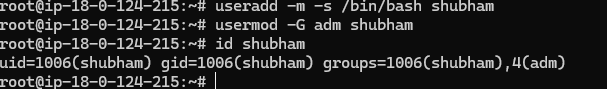 root@ip-18-0-124-215:~# useradd -m -s /bin/bash shubham
root@ip-18-0-124-215:~# usermod -G adm shubham
root@ip-18-0-124-215:~# id shubham
uid=1006(shubham) gid=1006(shubham) groups=1006(shubham),4(adm)
root@ip-18-0-124-215:~#